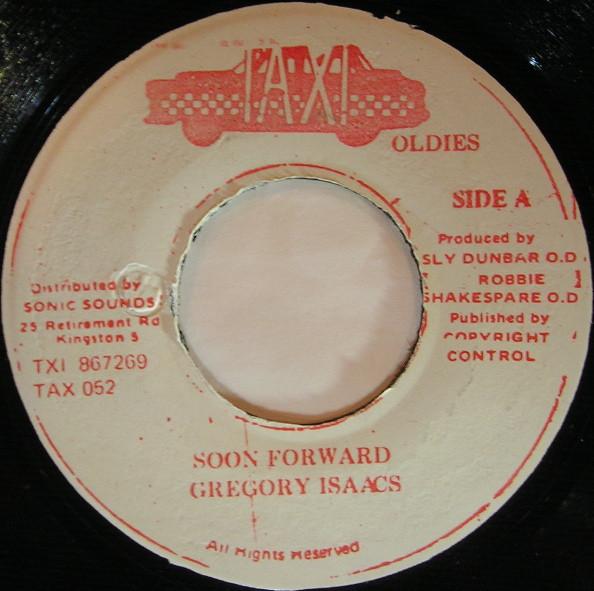 TAXI
OLDIES
SIDE A
Produced by
SLY DUNBAR O.D.
ROBBIE
SHAKESPARE O.D
Published by
COPYRIGHT
CONTROL
Distributed by
SONIC SOUNDS
25 Retirement Rd
Kingston 5
TXI 867269
TAX 052
SOON FORWARD
GREGORY ISAACS
All Rights Reserved